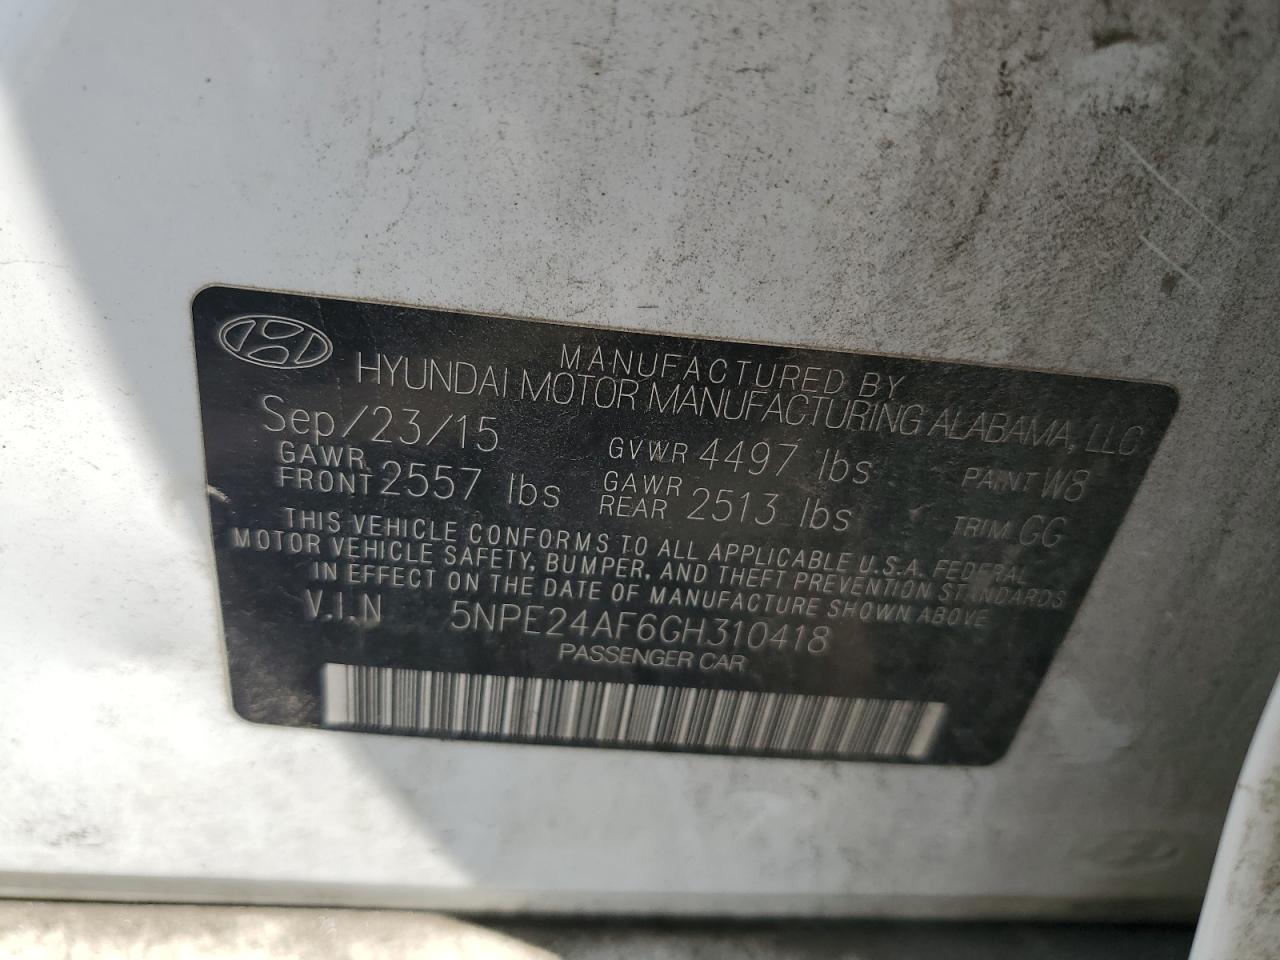 MANUFACTURED BY
HYUNDAI MOTOR MANUFACTURING ALABAMA, LLC
Sep/23/15 GVWR 4497 lbs PAINT W8
GAWR FRONT 2557 lbs GAWR REAR 2513 lbs TRIM GG
THIS VEHICLE CONFORMS TO ALL APPLICABLE U.S.A. FEDERAL
MOTOR VEHICLE SAFETY, BUMPER, AND THEFT PREVENTION STANDARDS
IN EFFECT ON THE DATE OF MANUFACTURE SHOWN ABOVE
V.I.N 5NPE24AF6GH310418
PASSENGER CAR